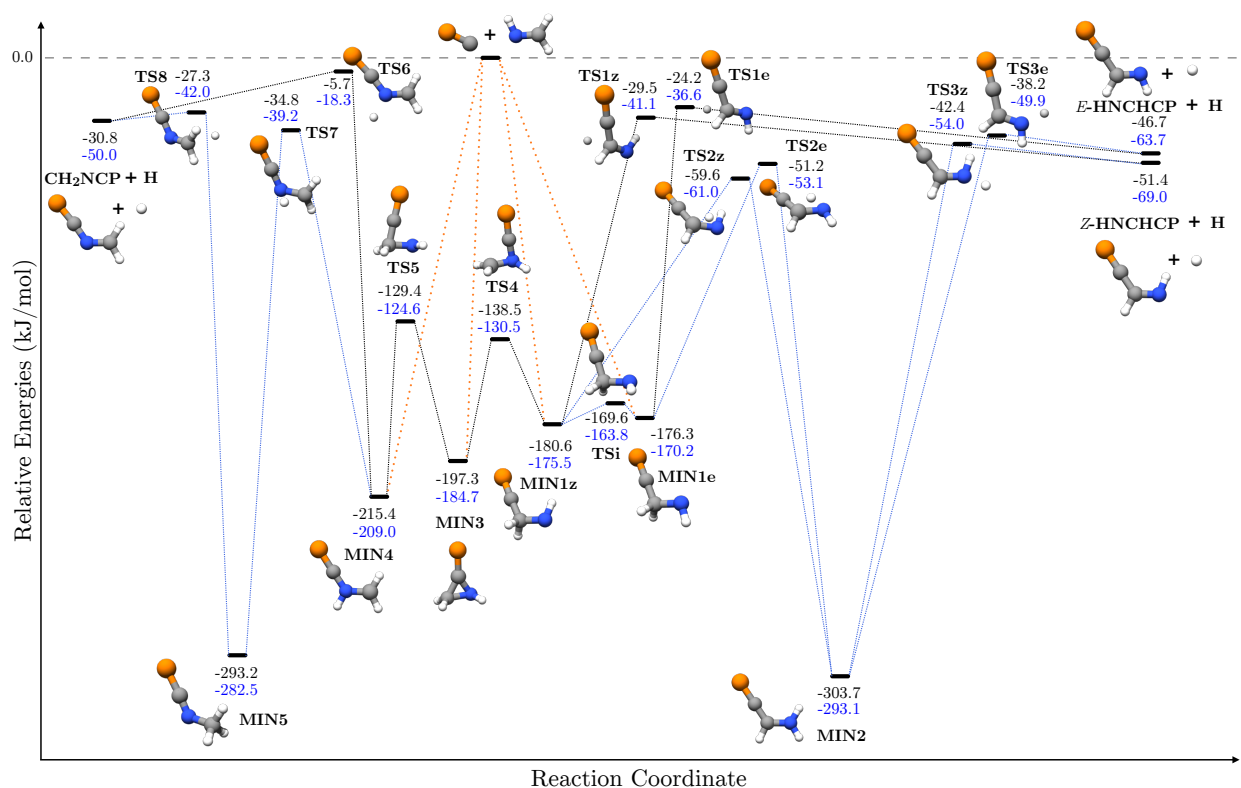 0.0
+
TS8
-27.3
-42.0
-30.8
-50.0
CH₂NCP + H
+
-34.8
-39.2
TS7
TS6
-5.7
-18.3
TS5
-129.4
-124.6
TS4
-138.5
-130.5
TS1z
-29.5
-41.1
-24.2
-36.6
TS1e
TS2z
-59.6
-61.0
TS2e
-51.2
-53.1
TS3z
-42.4
-54.0
TS3e
-38.2
-49.9
+
E-HNCHCP + H
-46.7
-63.7
-51.4
-69.0
Z-HNCHCP + H
+
-169.6
-163.8
TSi
-180.6
-175.5
MIN1z
-176.3
-170.2
MIN1e
-197.3
-184.7
MIN3
-215.4
-209.0
MIN4
-293.2
-282.5
MIN5
-303.7
-293.1
MIN2
Relative Energies (kJ/mol)
Reaction Coordinate